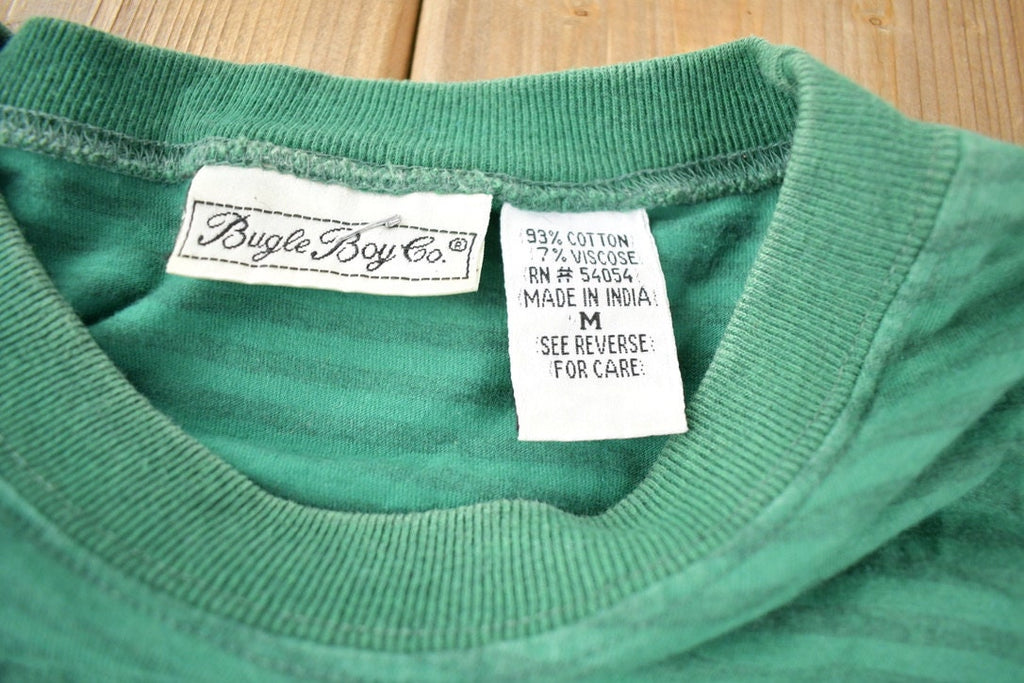 Bugle Boy Co.®
93% COTTON
7% VISCOSE
RN # 54054
MADE IN INDIA
M
SEE REVERSE
FOR CARE